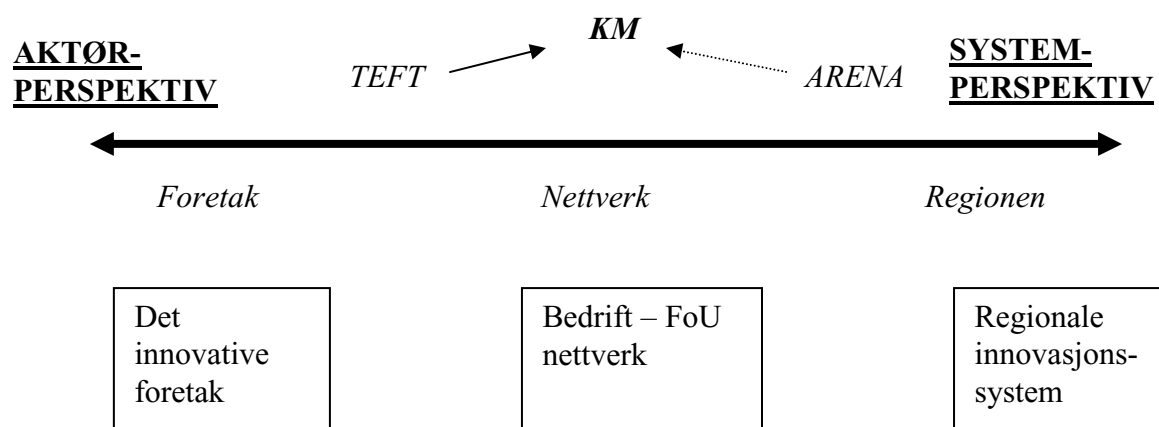 KM
AKTØR-
PERSPEKTIV
TEFT
ARENA
SYSTEM-
PERSPEKTIV
Foretak
Nettverk
Regionen
Det
innovative
foretak
Bedrift – FoU
nettverk
Regionale
innovasjons-
system